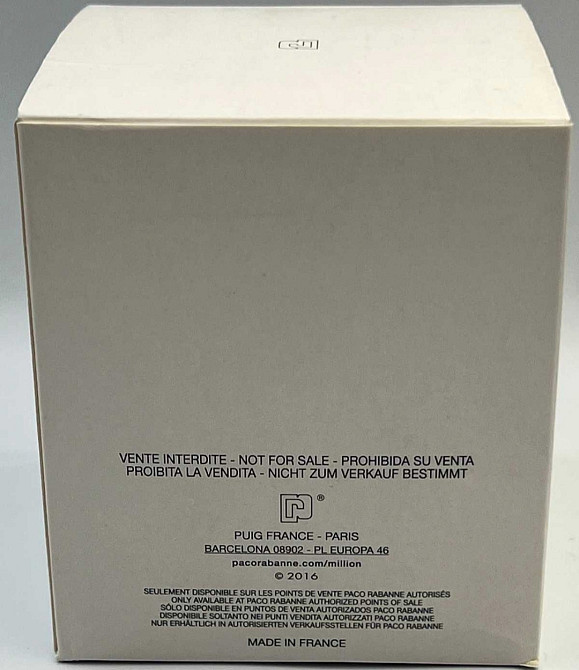 VENTE INTERDITE - NOT FOR SALE - PROHIBIDA SU VENTA
PROIBITA LA VENDITA - NICHT ZUM VERKAUF BESTIMMT
®
PUIG FRANCE - PARIS
BARCELONA 08902 - PL EUROPA 46
pacorabanne.com/million
© 2016
SEULEMENT DISPONIBLE SUR LES POINTS DE VENTE PACO RABANNE AUTORISÉS
ONLY AVAILABLE AT PACO RABANNE AUTHORIZED POINTS OF SALE
SÓLO DISPONIBLE EN PUNTOS DE VENTA AUTORIZADOS PACO RABANNE
DISPONIBILE SOLTANTO NEI PUNTI VENDITA AUTORIZZATI PACO RABANNE
NUR ERHÄLTLICH IN AUTORISIERTEN VERKAUFSSTELLEN FÜR PACO RABANNE
MADE IN FRANCE